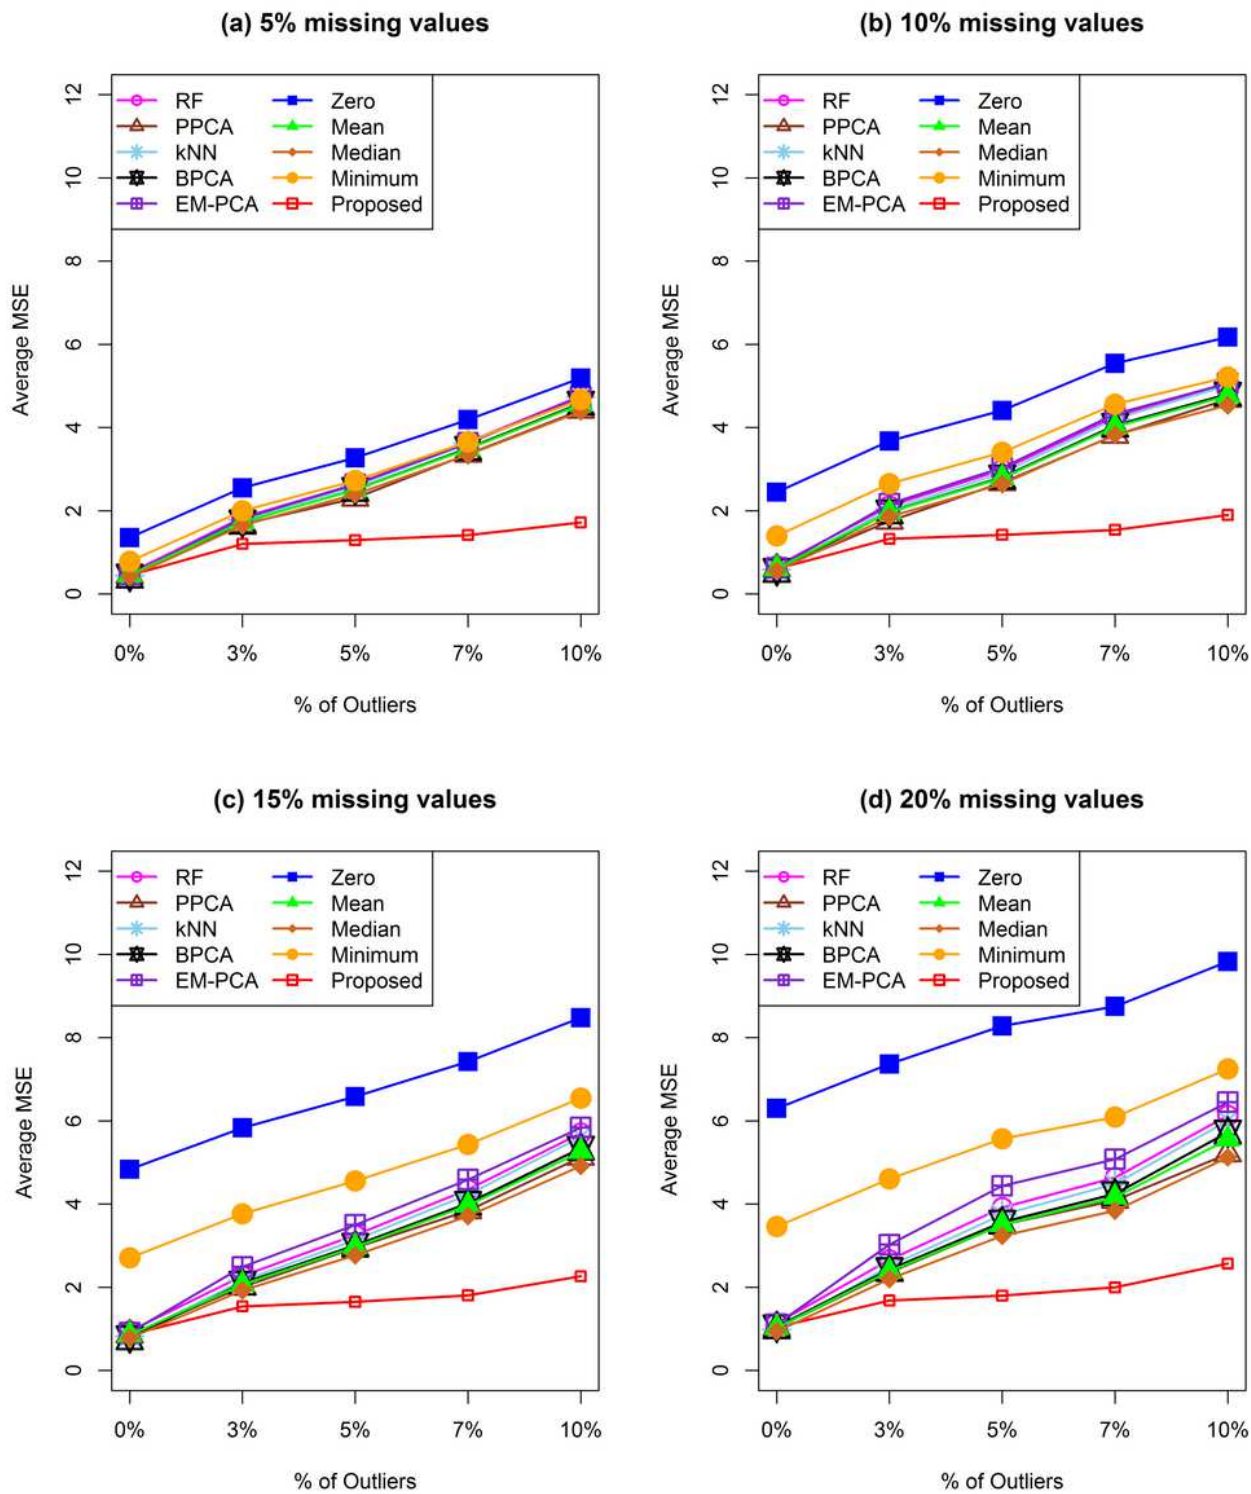 (a) 5% missing values
12
10
8
6
4
2
0
Average MSE
RF
PPCA
kNN
BPCA
EM-PCA
Zero
Mean
Median
Minimum
Proposed
0% 3% 5% 7% 10%
% of Outliers
(b) 10% missing values
12
10
8
6
4
2
0
Average MSE
RF
PPCA
kNN
BPCA
EM-PCA
Zero
Mean
Median
Minimum
Proposed
0% 3% 5% 7% 10%
% of Outliers
(c) 15% missing values
12
10
8
6
4
2
0
Average MSE
RF
PPCA
kNN
BPCA
EM-PCA
Zero
Mean
Median
Minimum
Proposed
0% 3% 5% 7% 10%
% of Outliers
(d) 20% missing values
12
10
8
6
4
2
0
Average MSE
RF
PPCA
kNN
BPCA
EM-PCA
Zero
Mean
Median
Minimum
Proposed
0% 3% 5% 7% 10%
% of Outliers